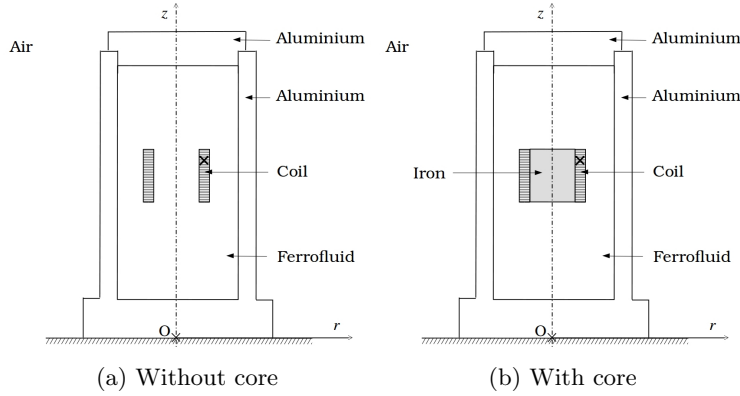 z
Aluminium
Air
Aluminium
Coil
Ferrofluid
O
r
(a) Without core
z
Aluminium
Air
Aluminium
Iron
Coil
Ferrofluid
O
r
(b) With core